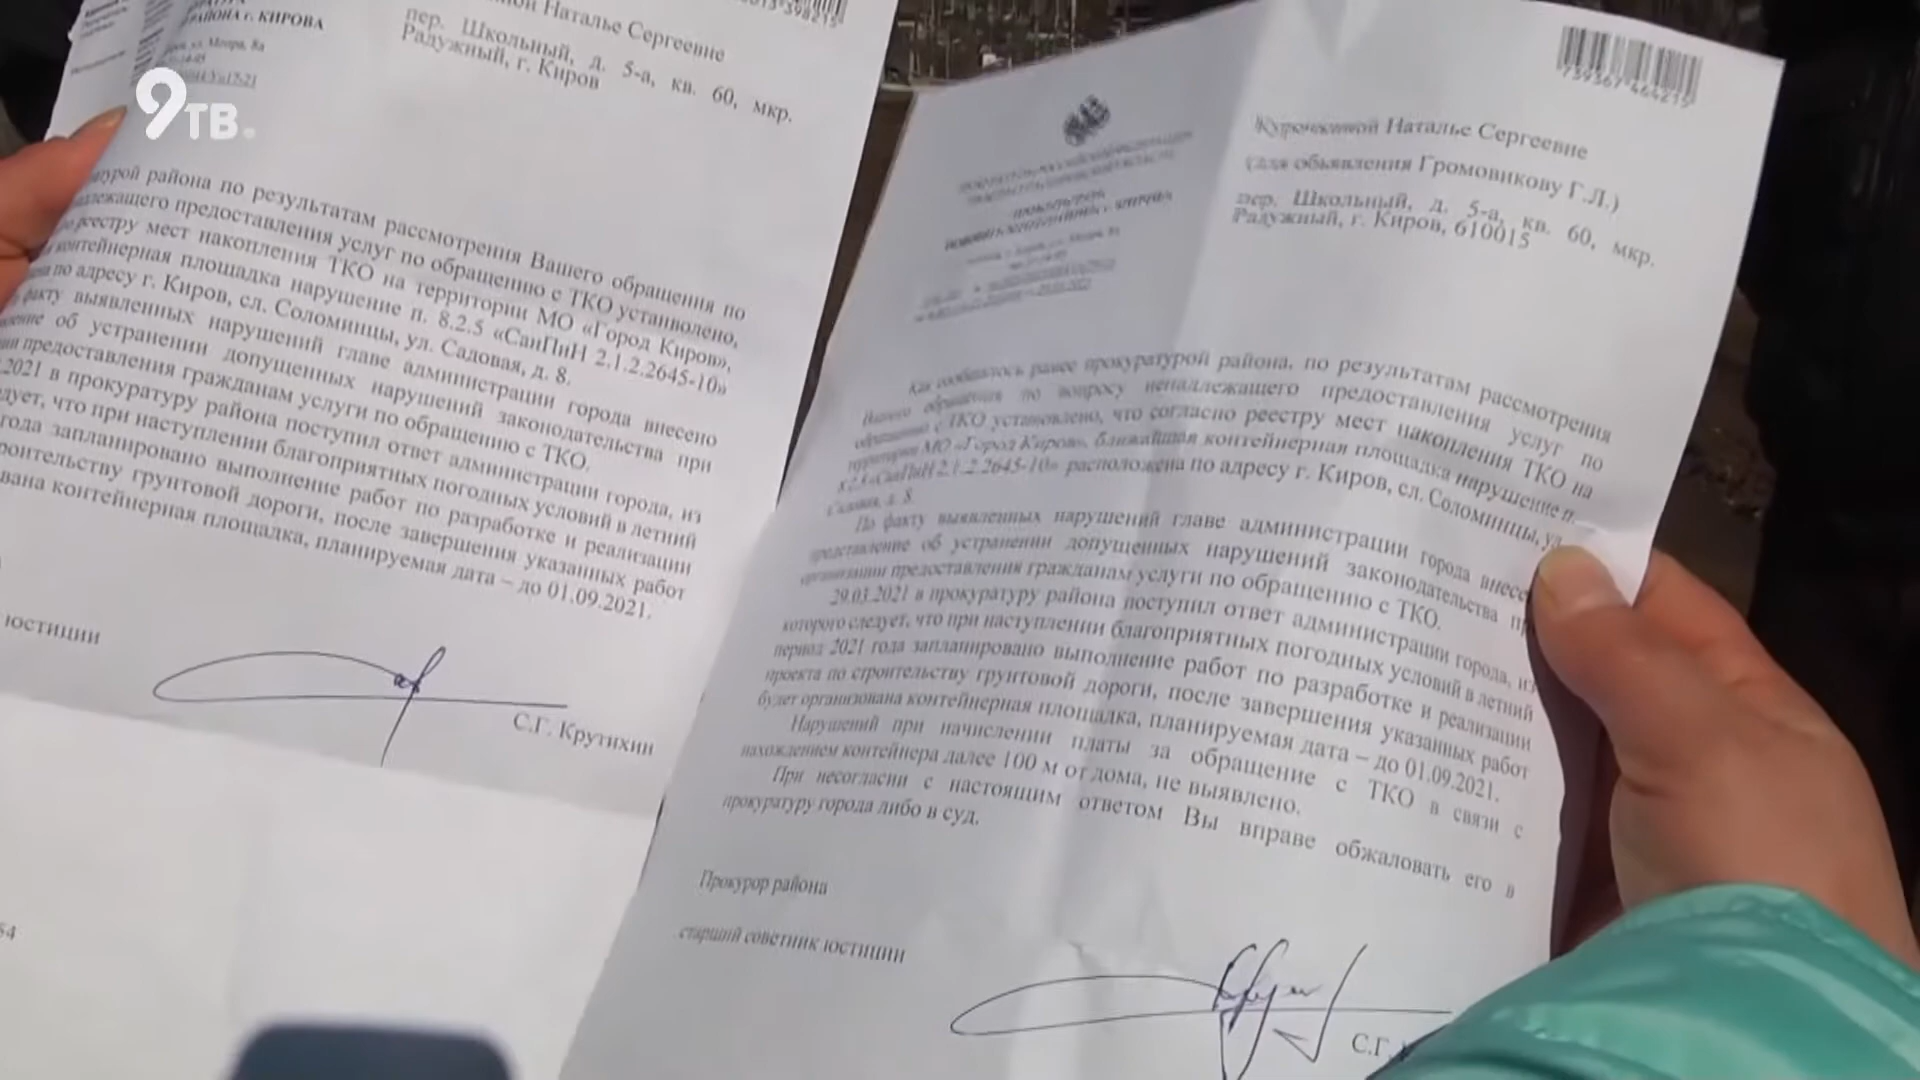 9ТВ.
РАЙОНА г. КИРОВА
Наталье Сергеевне
пер. Школьный, д. 5-а, кв. 60, мкр.
Радужный, г. Киров
района по результатам рассмотрения Вашего обращения по
предоставления услуг по обращению с ТКО установлено,
реестру мест накопления ТКО на территории МО «Город Киров»,
контейнерная площадка нарушение п. 8.2.5 «СанПиН 2.1.2.2645-10»
по адресу г. Киров, сл. Соломинцы, ул. Садовая, д. 8.
факту выявленных нарушений главе администрации города внесено
об устранении допущенных нарушений законодательства при
предоставления гражданам услуги по обращению с ТКО.
2021 в прокуратуру района поступил ответ администрации города, из
что при наступлении благоприятных погодных условий в летний
года запланировано выполнение работ по разработке и реализации
грунтовой дороги, после завершения указанных работ
контейнерная площадка, планируемая дата – до 01.09.2021.
юстиции
С.Г. Крутихин
739367 464215
Наталье Сергеевне
(для объявления Громовикову Г.Л.)
пер. Школьный, д. 5-а, кв. 60, мкр.
Радужный, г. Киров, 610015
Как сообщалось ранее прокуратурой района, по результатам рассмотрения
Вашего обращения по вопросу ненадлежащего предоставления услуг по
обращению с ТКО установлено, что согласно реестру мест накопления ТКО на
территории МО «Город Киров», ближайшая контейнерная площадка нарушение п.
8.2.5 «СанПиН 2.1.2.2645-10» расположена по адресу г. Киров, сл. Соломинцы, ул.
Садовая, д. 8.
По факту выявленных нарушений главе администрации города
представление об устранении допущенных нарушений законодательства
организации предоставления гражданам услуги по обращению с ТКО.
29.03.2021 в прокуратуру района поступил ответ администрации города, из
которого следует, что при наступлении благоприятных погодных условий в летний
период 2021 года запланировано выполнение работ по разработке и реализации
проекта по строительству грунтовой дороги, после завершения указанных работ
будет организована контейнерная площадка, планируемая дата – до 01.09.2021.
Нарушений при начислении платы за обращение с ТКО в связи с
нахождением контейнера далее 100 м от дома, не выявлено.
При несогласии с настоящим ответом Вы вправе обжаловать его в
прокуратуру города либо в суд.
Прокурор района
старший советник юстиции
С.Г.